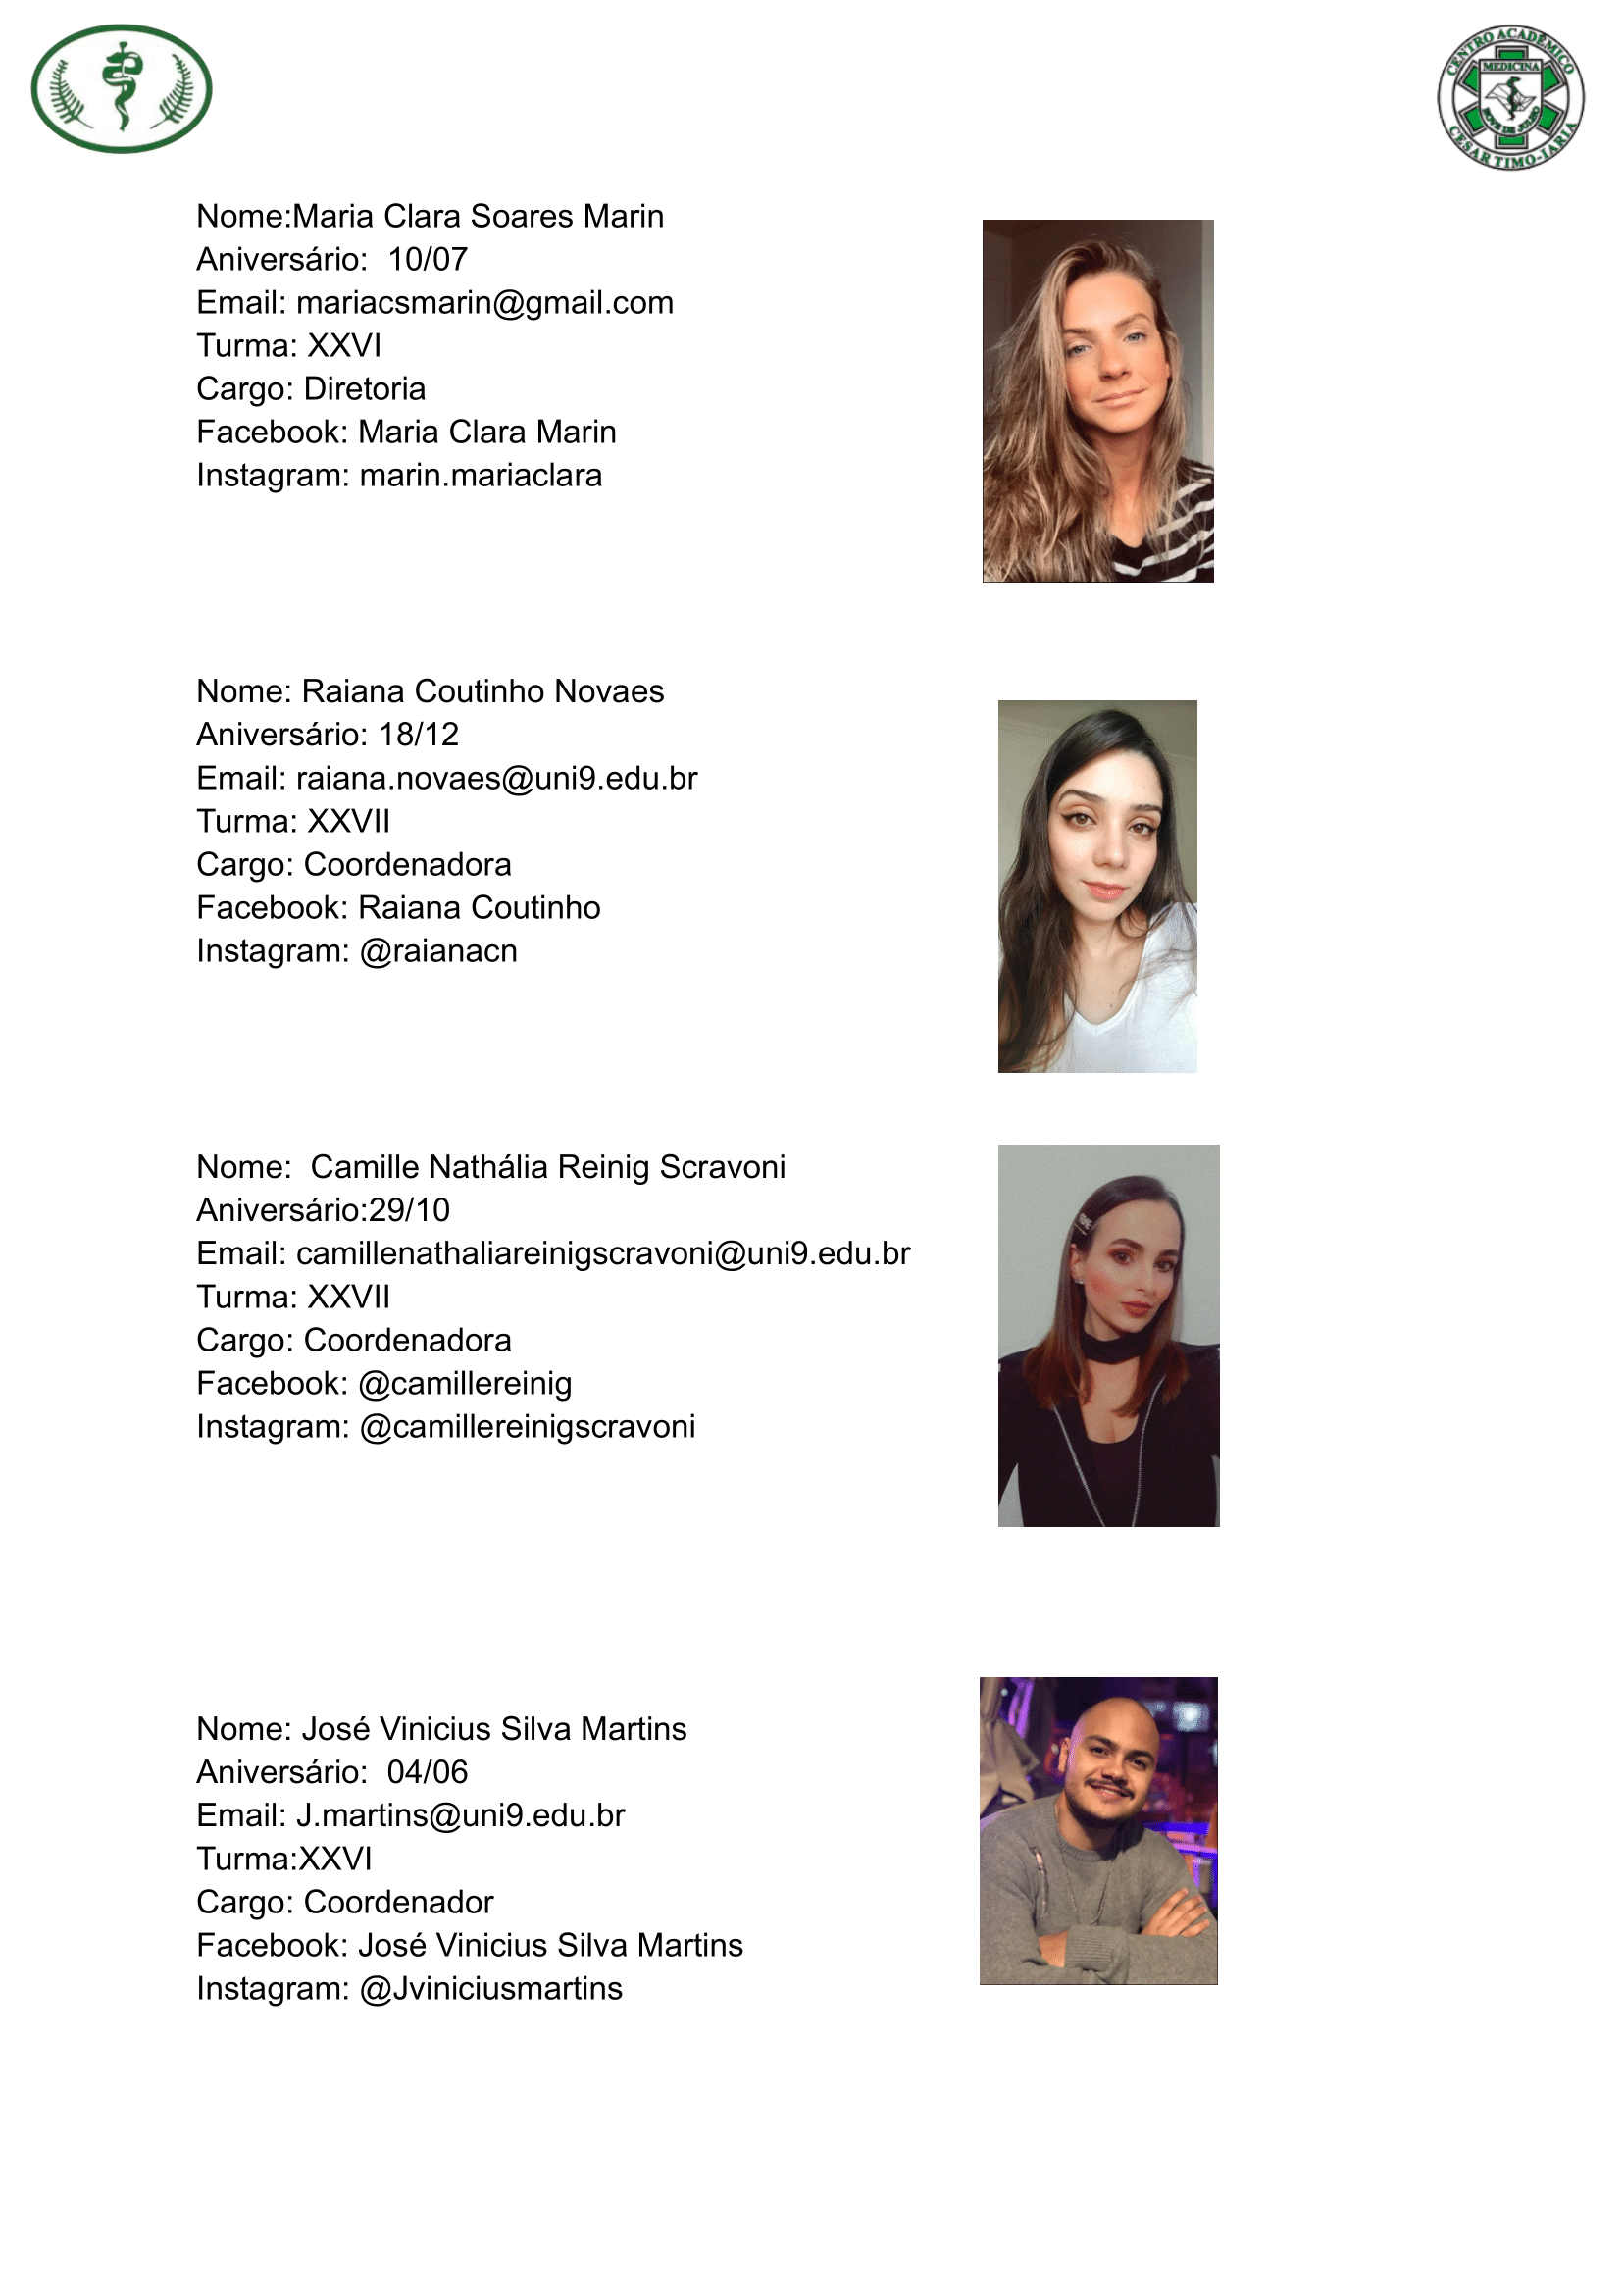 CENTRO ACADÊMICO
MEDICINA
NOVE DE JULHO
CESAR TIMO-IARIA
Nome:Maria Clara Soares Marin
Aniversário:  10/07
Email: mariacsmarin@gmail.com
Turma: XXVI
Cargo: Diretoria
Facebook: Maria Clara Marin
Instagram: marin.mariaclara
Nome: Raiana Coutinho Novaes
Aniversário: 18/12
Email: raiana.novaes@uni9.edu.br
Turma: XXVII
Cargo: Coordenadora
Facebook: Raiana Coutinho
Instagram: @raianacn
Nome:  Camille Nathália Reinig Scravoni
Aniversário:29/10
Email: camillenathaliareinigscravoni@uni9.edu.br
Turma: XXVII
Cargo: Coordenadora
Facebook: @camillereinig
Instagram: @camillereinigscravoni
Nome: José Vinicius Silva Martins
Aniversário:  04/06
Email: J.martins@uni9.edu.br
Turma:XXVI
Cargo: Coordenador
Facebook: José Vinicius Silva Martins
Instagram: @Jviniciusmartins